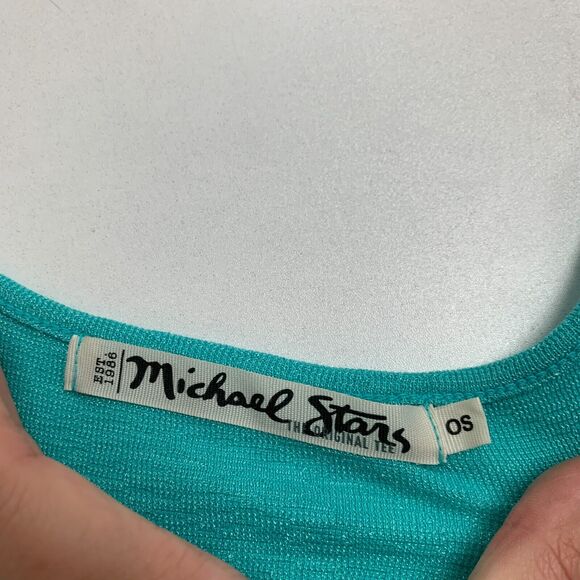 EST.
1986
Michael Stars
THE ORIGINAL TEE
OS